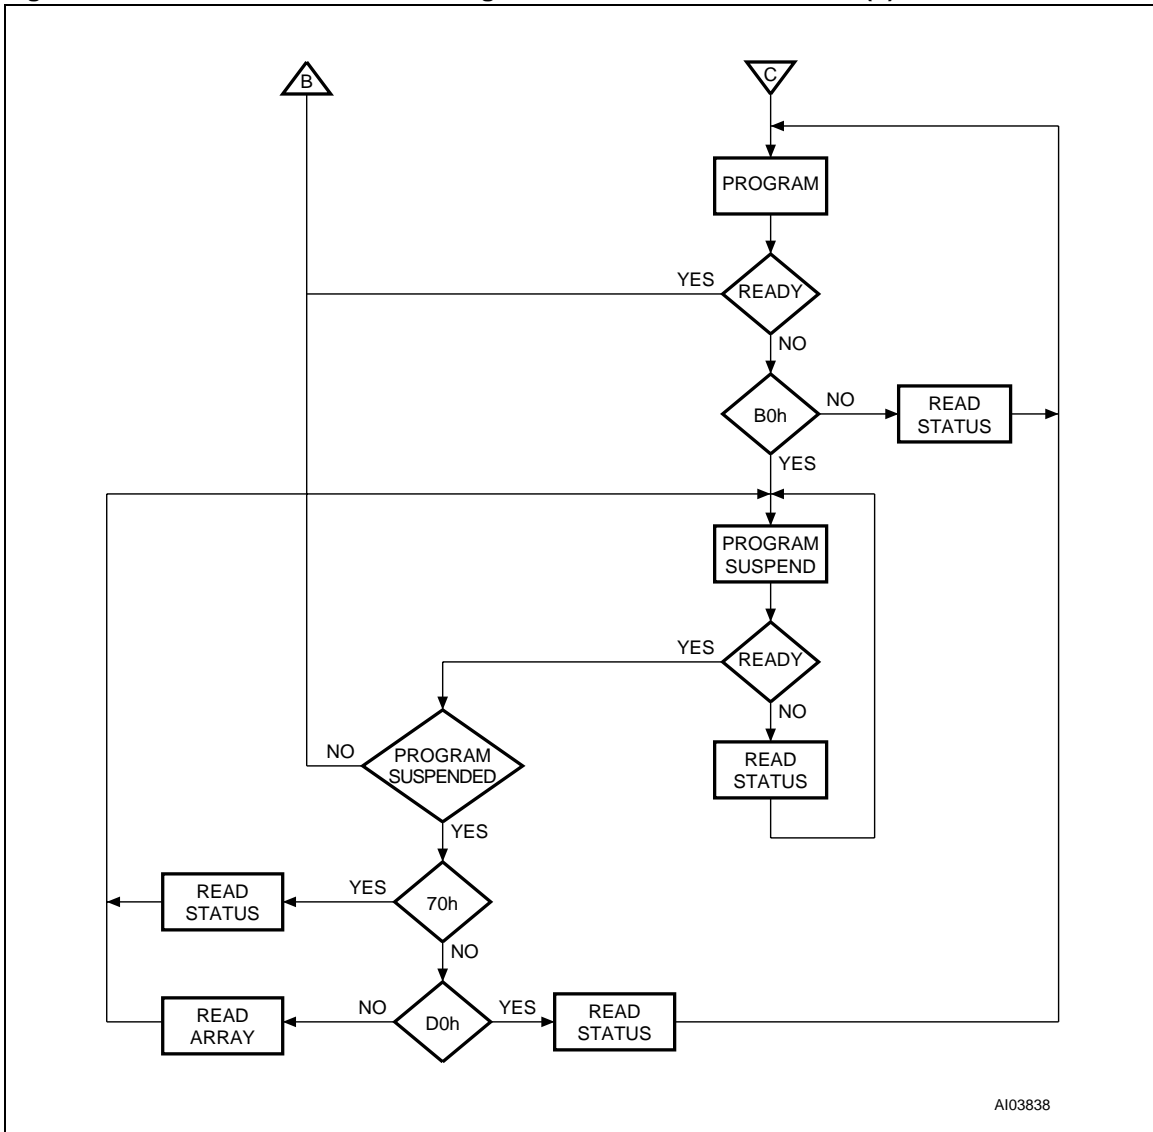 B
C
PROGRAM
YES
READY
NO
B0h
NO
READ
STATUS
YES
PROGRAM
SUSPEND
YES
READY
NO
NO
PROGRAM
SUSPENDED
READ
STATUS
YES
READ
STATUS
YES
70h
NO
READ
ARRAY
NO
D0h
YES
READ
STATUS
AI03838